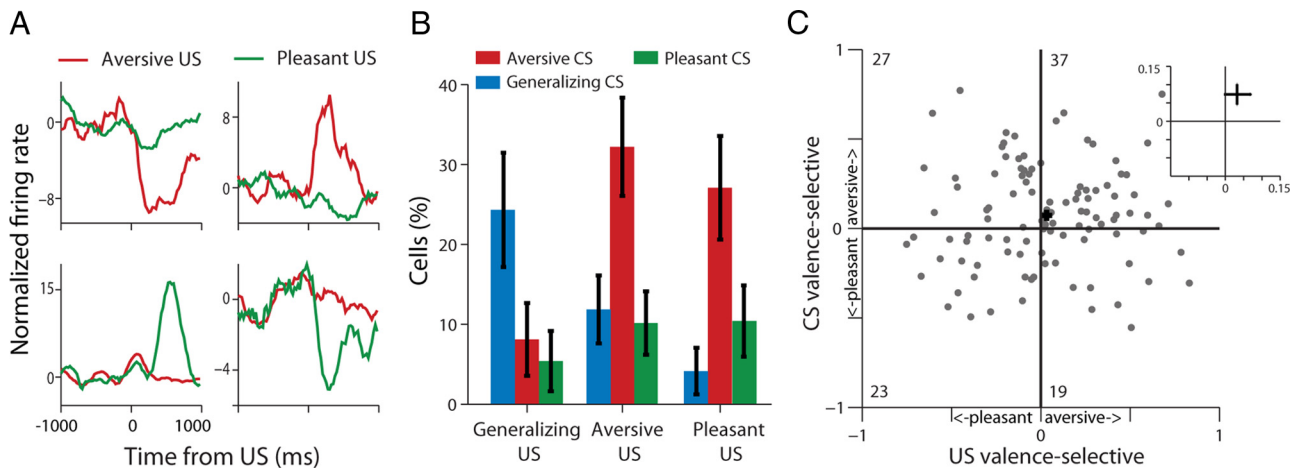 A
Aversive US
Pleasant US
Normalized firing rate
0
−8
8
0
15
0
0
−4
-1000
0
1000
Time from US (ms)
B
Aversive CS
Pleasant CS
Generalizing CS
Cells (%)
40
30
20
10
0
Generalizing
US
Aversive
US
Pleasant
US
C
CS valence-selective
<-pleasant
aversive->
1
0
−1
27
37
23
19
0.15
0
0
0.15
<-pleasant
aversive->
−1
0
1
US valence-selective